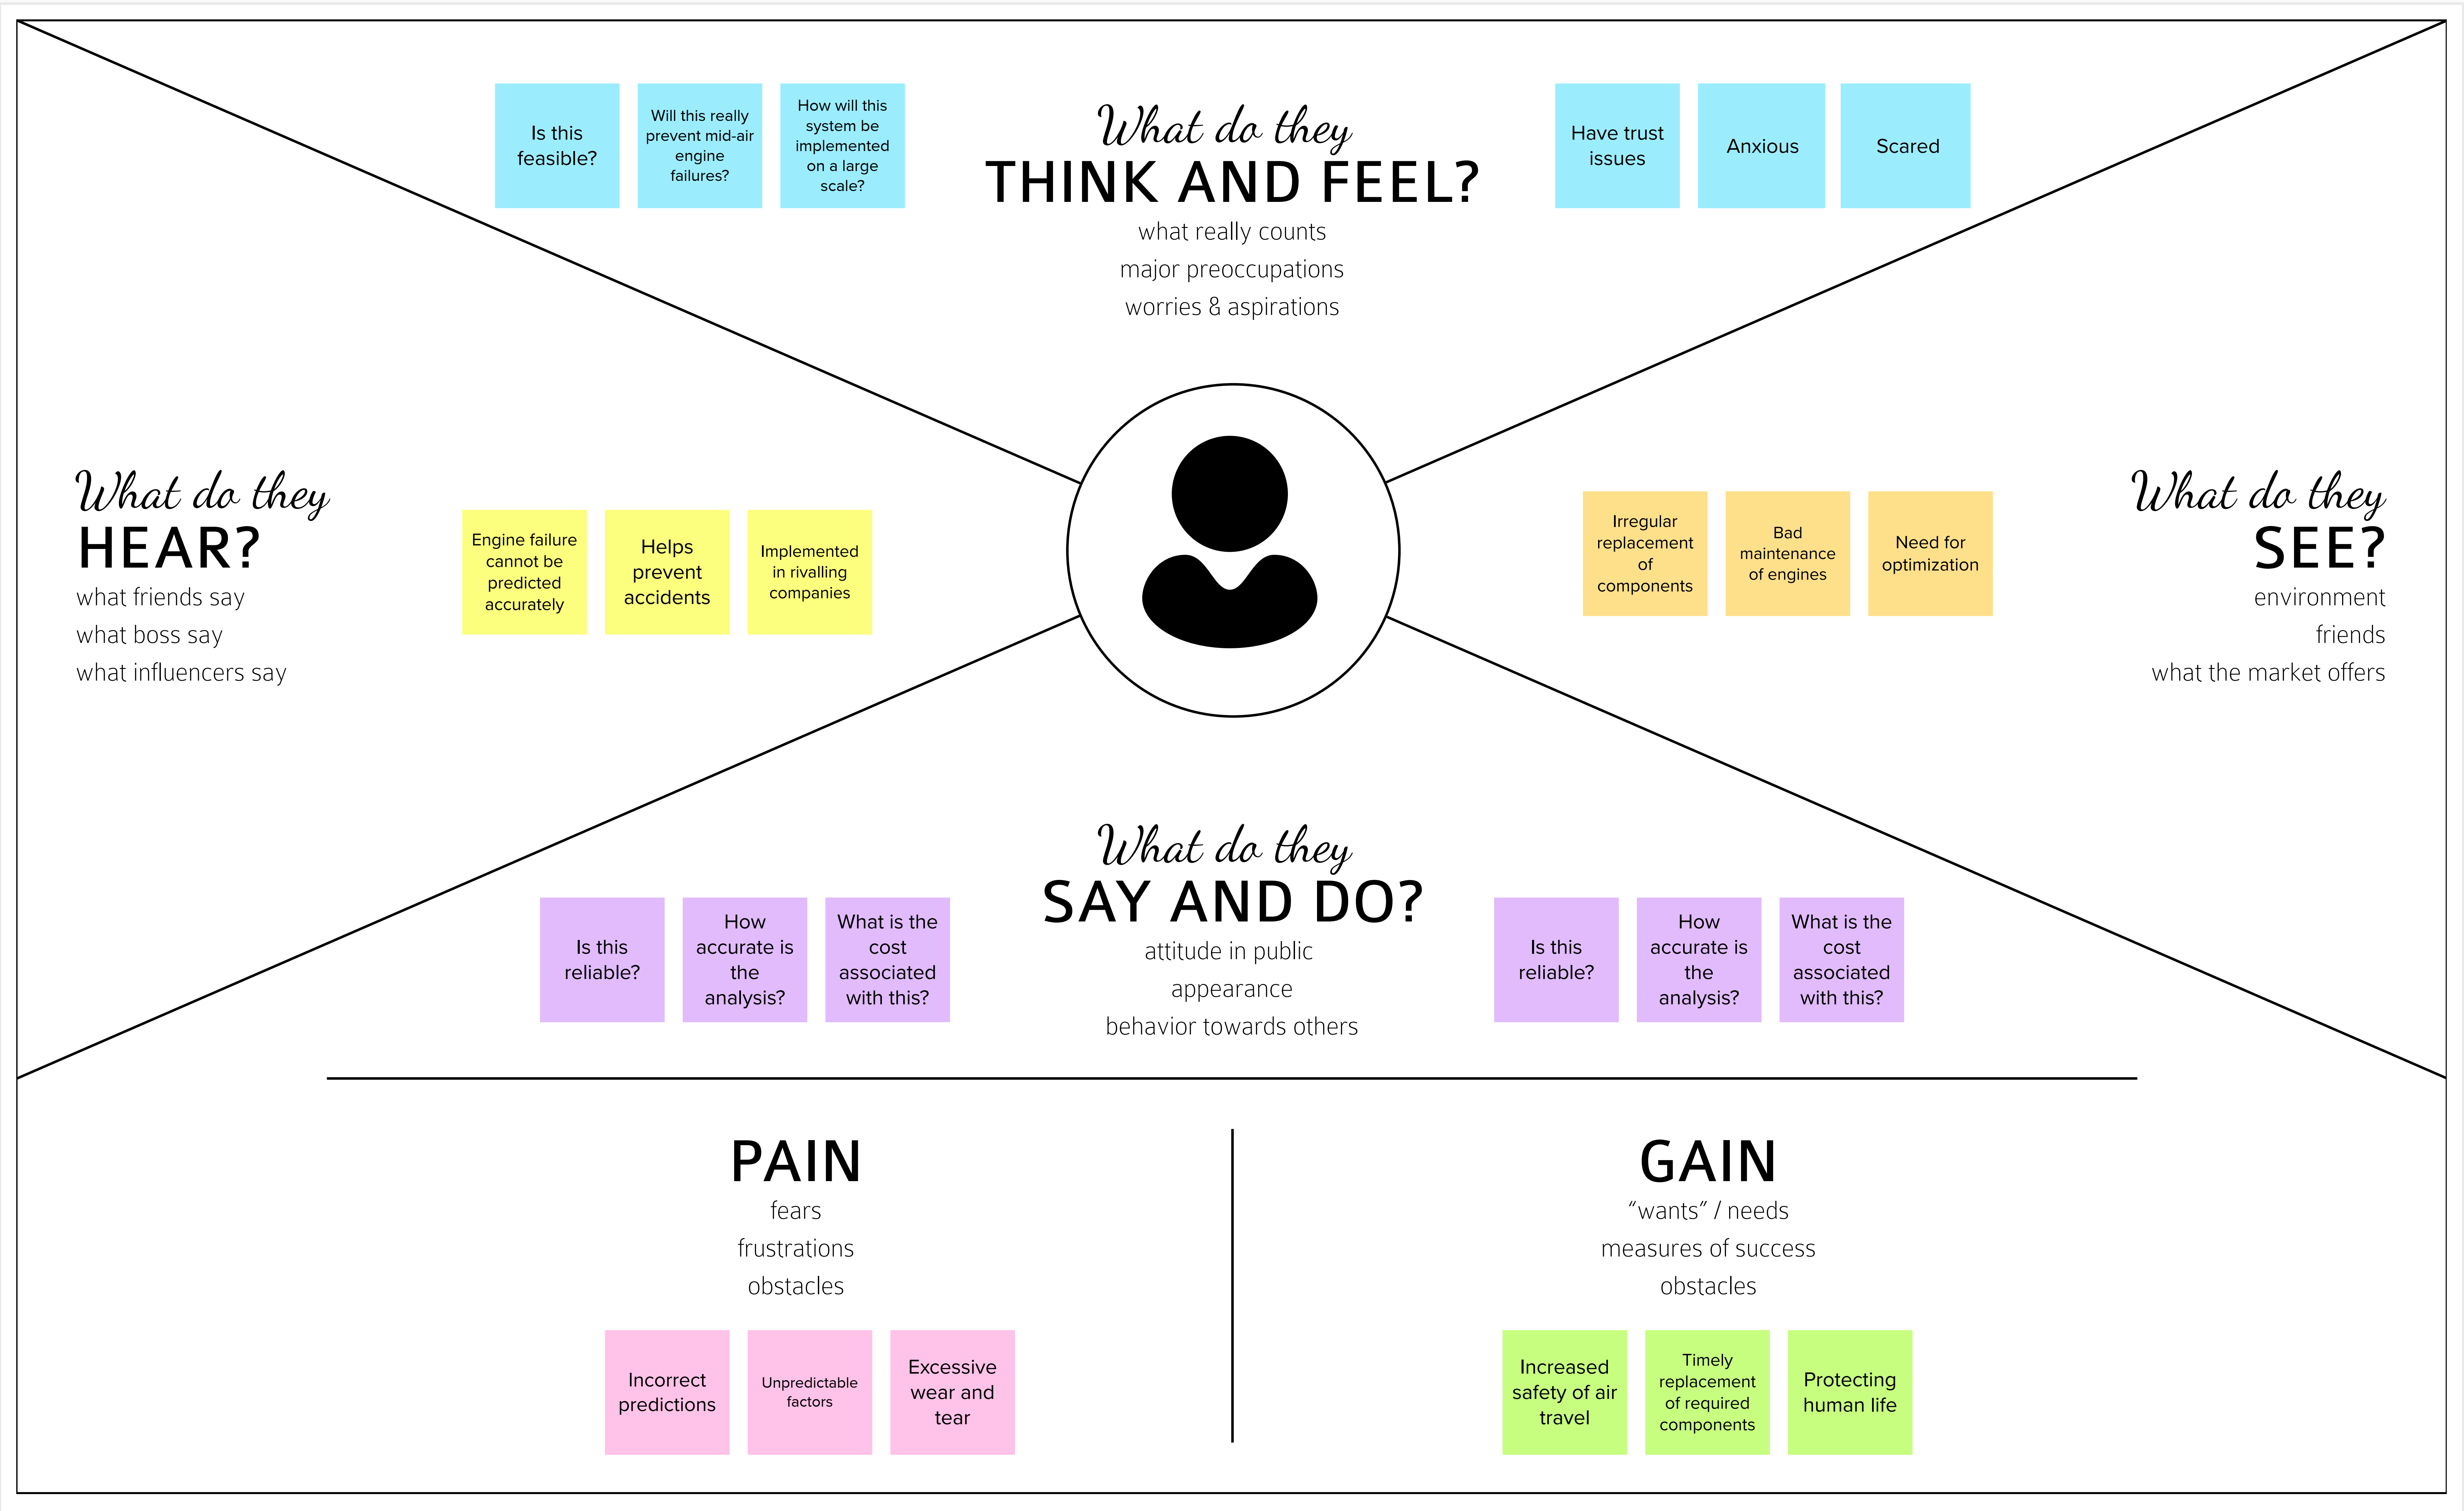 Is this
feasible?
Will this really
prevent mid-air
engine
failures?
How will this
system be
implemented
on a large
scale?
What do they
THINK AND FEEL?
what really counts
major preoccupations
worries & aspirations
Have trust
issues
Anxious
Scared
What do they
HEAR?
what friends say
what boss say
what influencers say
Engine failure
cannot be
predicted
accurately
Helps
prevent
accidents
Implemented
in rivalling
companies
Irregular
replacement
of
components
Bad
maintenance
of engines
Need for
optimization
What do they
SEE?
environment
friends
what the market offers
What do they
SAY AND DO?
attitude in public
appearance
behavior towards others
Is this
reliable?
How
accurate is
the
analysis?
What is the
cost
associated
with this?
Is this
reliable?
How
accurate is
the
analysis?
What is the
cost
associated
with this?
PAIN
fears
frustrations
obstacles
Incorrect
predictions
Unpredictable
factors
Excessive
wear and
tear
GAIN
“wants” / needs
measures of success
obstacles
Increased
safety of air
travel
Timely
replacement
of required
components
Protecting
human life